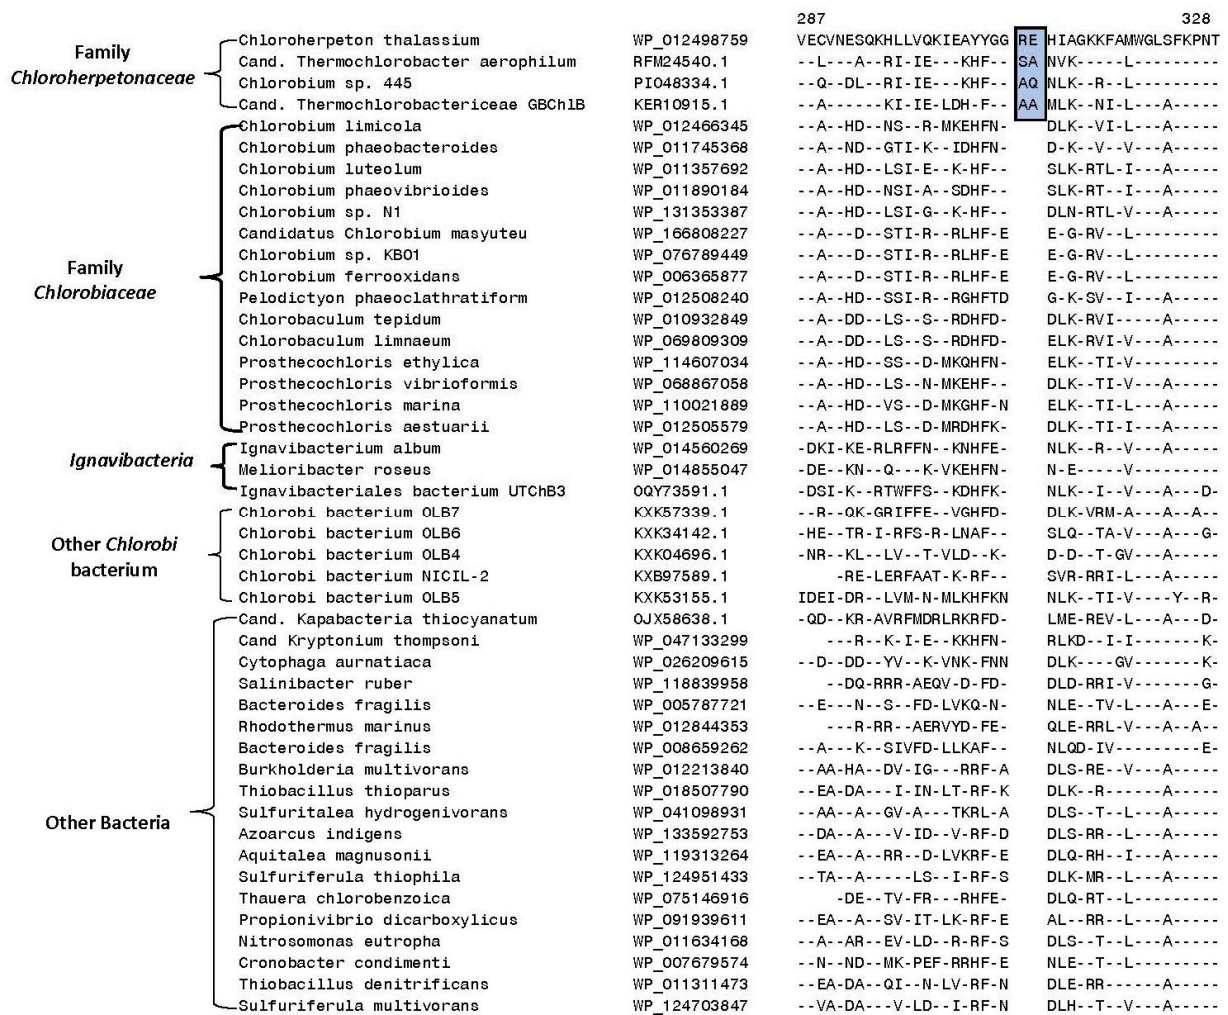 287 328
Chloroherpeton thalassium WP_012498759 VECVNESQKHLLVQKIEAYYGG RE HIAGKKFAMWGLSFKPNT
Family
Chloroherpetonaceae
Cand. Thermochlorobacter aerophilum RFM24540.1 --L---A--RI-IE---KHF-- SA NVK-----L---------
Chlorobium sp. 445 PIO48334.1 --Q--DL--RI-IE---KHF-- AQ NLK--R--L---------
Cand. Thermochlorobactericeae GBChlB KER10915.1 --A------KI-IE-LDH-F-- AA MLK--NI-L----A-----
Chlorobium limicola WP_012466345 --A--HD--NS--R-MKEHFN- DLK--VI-L----A-----
Chlorobium phaeobacteroides WP_011745368 --A--ND--GTI-K--IDHFN- D-K--V--V----A-----
Chlorobium luteolum WP_011357692 --A--HD--LSI--E--K-HF-- SLK-RTL-I----A-----
Chlorobium phaeovibrioides WP_011890184 --A--HD--NSI-A--SDHF-- SLK-RT--I----A-----
Chlorobium sp. N1 WP_131353387 --A--HD--LSI-G--K-HF-- DLN-RTL-V---A-----
Candidatus Chlorobium masyuteu WP_166808227 --A---D--STI-R--RLHF-E E-G-RV--L----------
Chlorobium sp. KB01 WP_076789449 --A---D--STI-R--RLHF-E E-G-RV--L----------
Chlorobium ferrooxidans WP_006365877 --A---D--STI-R--RLHF-E E-G-RV--L----------
Family
Chlorobiaceae
Pelodictyon phaeoclathratiform WP_012508240 --A--HD--SSI-R--RGHFTD G-K-SV--I----A-----
Chlorobaculum tepidum WP_010932849 --A--DD--LS--S--RDHFD- DLK-RVI------A-----
Chlorobaculum limnaeum WP_069809309 --A--DD--LS--S--RDHFD- ELK-RVI-V----A-----
Prosthecochloris ethylica WP_114607034 --A--HD--SS--D-MKQHFN- ELK--TI-V----------
Prosthecochloris vibrioformis WP_068867058 --A--HD--LS--N-MKEHF-- DLK--TI-V----A-----
Prosthecochloris marina WP_110021889 --A--HD--VS--D-MKGHF-N ELK--TI-L----A-----
Prosthecochloris aestuarii WP_012505579 --A--HD--LS--D-MRDHFK- DLK--TI-V----A-----
Ignavibacteria
Ignavibacterium album WP_014560269 -DKI-KE-RLRFFN--KNHFE- NLK--R--V----A-----
Melioribacter roseus WP_014855047 -DE--KN--Q---K-VKEHFN- N-E-----V----------
Ignavibacteriales bacterium UTChB3 OQY73591.1 -DSI-K--RTWFFS--KDHFK- NLK--I--V----A---D-
Chlorobi bacterium OLB7 KXK57339.1 --R--QK-GRIFFE--VGHFD- DLK-VRM-A----A--A--
Other Chlorobi
bacterium
Chlorobi bacterium OLB6 KXK34142.1 -HE--TR-I-RFS-R-LNAF-- SLQ--TA-V----A---G-
Chlorobi bacterium OLB4 KXK04696.1 -NR--KL--LV--T-VLD--K- D-D--T-GV----A-----
Chlorobi bacterium NICIL-2 KXB97589.1 -RE-LERFAAT-K-RF-- SVR-RRI-L----A-----
Chlorobi bacterium OLB5 KXK53155.1 IDEI-DR--LVM-N-MLKHFKN NLK--TI-V-----Y--R-
Cand. Kapabacteria thiocyanatum OJX58638.1 -QD--KR-AVRFMDRLRKRFD- LME-REV-L----A---D-
Cand Kryptonium thompsoni WP_047133299 ---R--K-I-E--KKHFN- RLKD--I-I--------K-
Cytophaga aurnatiaca WP_026209615 --D--DD--YV--K-VNK-FNN DLK----GV--------K-
Salinibacter ruber WP_118839958 --DQ-RRR-AEQV-D-FD- DLD-RRI-V--------G-
Bacteroides fragilis WP_005787721 --E---N--S--FD-LVKQ-N- NLE--TV-L----A---E-
Rhodothermus marinus WP_012844353 ---R-RR--AERVYD-FE- QLE-RRL-V----A--A--
Bacteroides fragilis WP_008659262 --A---K--SIVFD-LLKAF-- NLQD-IV----------E-
Burkholderia multivorans WP_012213840 --AA-HA--DV-IG---RRF-A DLS-RE--V----A-----
Other Bacteria
Thiobacillus thioparus WP_018507790 --EA-DA---I-IN-LT-RF-K DLK--R-------A-----
Sulfuritalea hydrogenivorans WP_041098931 --AA--A--GV-A---TKRL-A DLS--T--L----A-----
Azoarcus indigens WP_133592753 --DA--A---V-ID--V-RF-D DLS-RR--L----A-----
Aquitalea magnusonii WP_119313264 --EA--A--RR--D-LVKRF-E DLQ-RH--I----A-----
Sulfuriferula thiophila WP_124951433 --TA--A-----LS--I-RF-S DLK-MR--L----A-----
Thauera chlorobenzoica WP_075146916 -DE--TV-FR---RHFE- DLQ-RT--L----------
Propionivibrio dicarboxylicus WP_091939611 --EA--A--SV-IT-LK-RF-E AL--RR--L----A-----
Nitrosomonas eutropha WP_011634168 --A--AR--EV-LD--R-RF-S DLS--T--L----A-----
Cronobacter condimenti WP_007679574 --N--ND--MK-PEF-RRHF-E NLE--T--L----------
Thiobacillus denitrificans WP_011311473 --EA-DA--QI--N-LV-RF-N DLE-RR-------A-----
Sulfuriferula multivorans WP_124703847 --VA-DA---V-LD--I-RF-N DLH--T--V----A-----